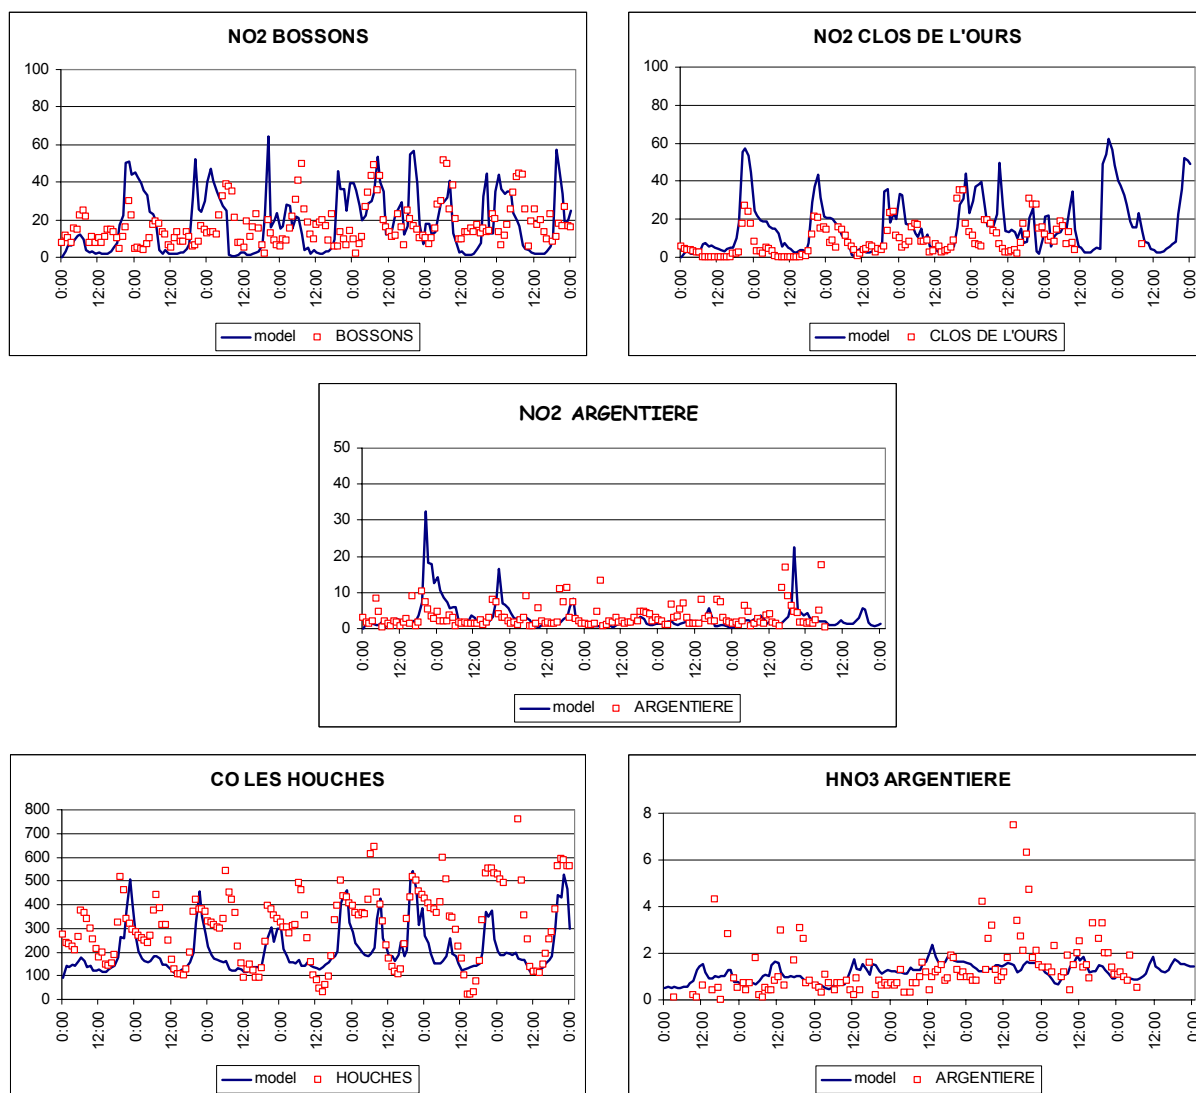 NO2 BOSSONS
100
80
60
40
20
0
0:00 12:00 0:00 12:00 0:00 12:00 0:00 12:00 0:00 12:00 0:00 12:00 0:00 12:00 0:00
model BOSSONS
NO2 CLOS DE L'OURS
100
80
60
40
20
0
0:00 12:00 0:00 12:00 0:00 12:00 0:00 12:00 0:00 12:00 0:00 12:00 0:00 12:00 0:00
model CLOS DE L'OURS
NO2 ARGENTIERE
50
40
30
20
10
0
0:00 12:00 0:00 12:00 0:00 12:00 0:00 12:00 0:00 12:00 0:00 12:00 0:00 12:00 0:00
model ARGENTIERE
CO LES HOUCHES
800
700
600
500
400
300
200
100
0
0:00 12:00 0:00 12:00 0:00 12:00 0:00 12:00 0:00 12:00 0:00 12:00 0:00 12:00 0:00
model HOUCHES
HNO3 ARGENTIERE
8
6
4
2
0
0:00 12:00 0:00 12:00 0:00 12:00 0:00 12:00 0:00 12:00 0:00 12:00 0:00 12:00 0:00
model ARGENTIERE